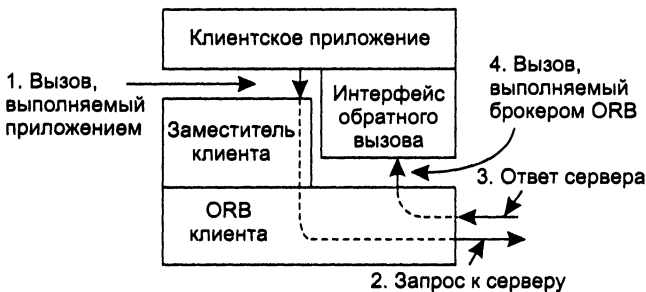 Клиентское приложение
1. Вызов,
выполняемый
приложением
4. Вызов,
выполняемый
брокером ORB
Интерфейс
обратного
вызова
Заместитель
клиента
3. Ответ сервера
ORB
клиента
2. Запрос к серверу